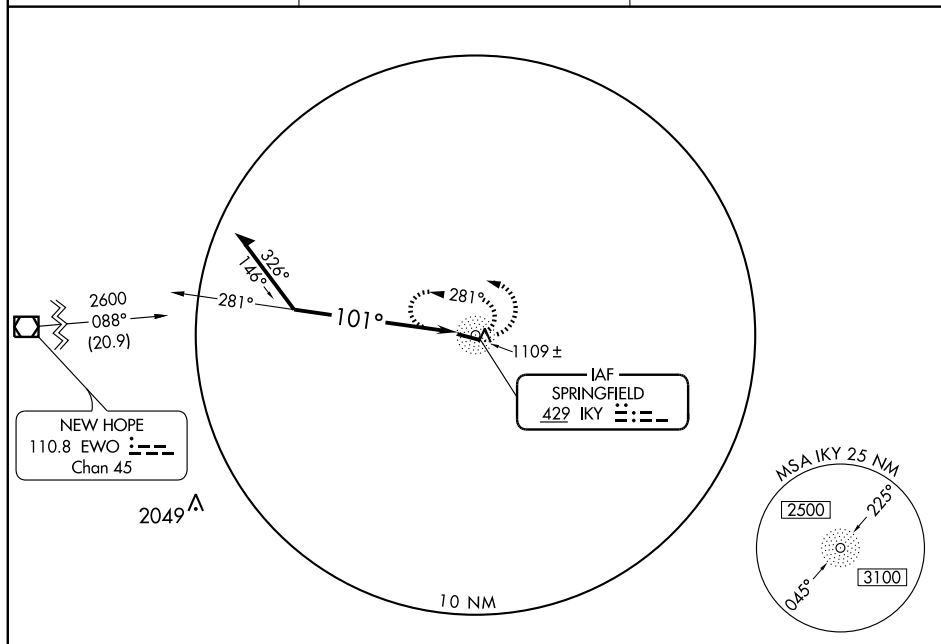 326°
146°
281°
2600
088°
(20.9)
101°
281°
1109 ±
IAF
SPRINGFIELD
429 IKY
NEW HOPE
110.8 EWO
Chan 45
2049
10 NM
MSA IKY 25 NM
2500
225°
045°
3100